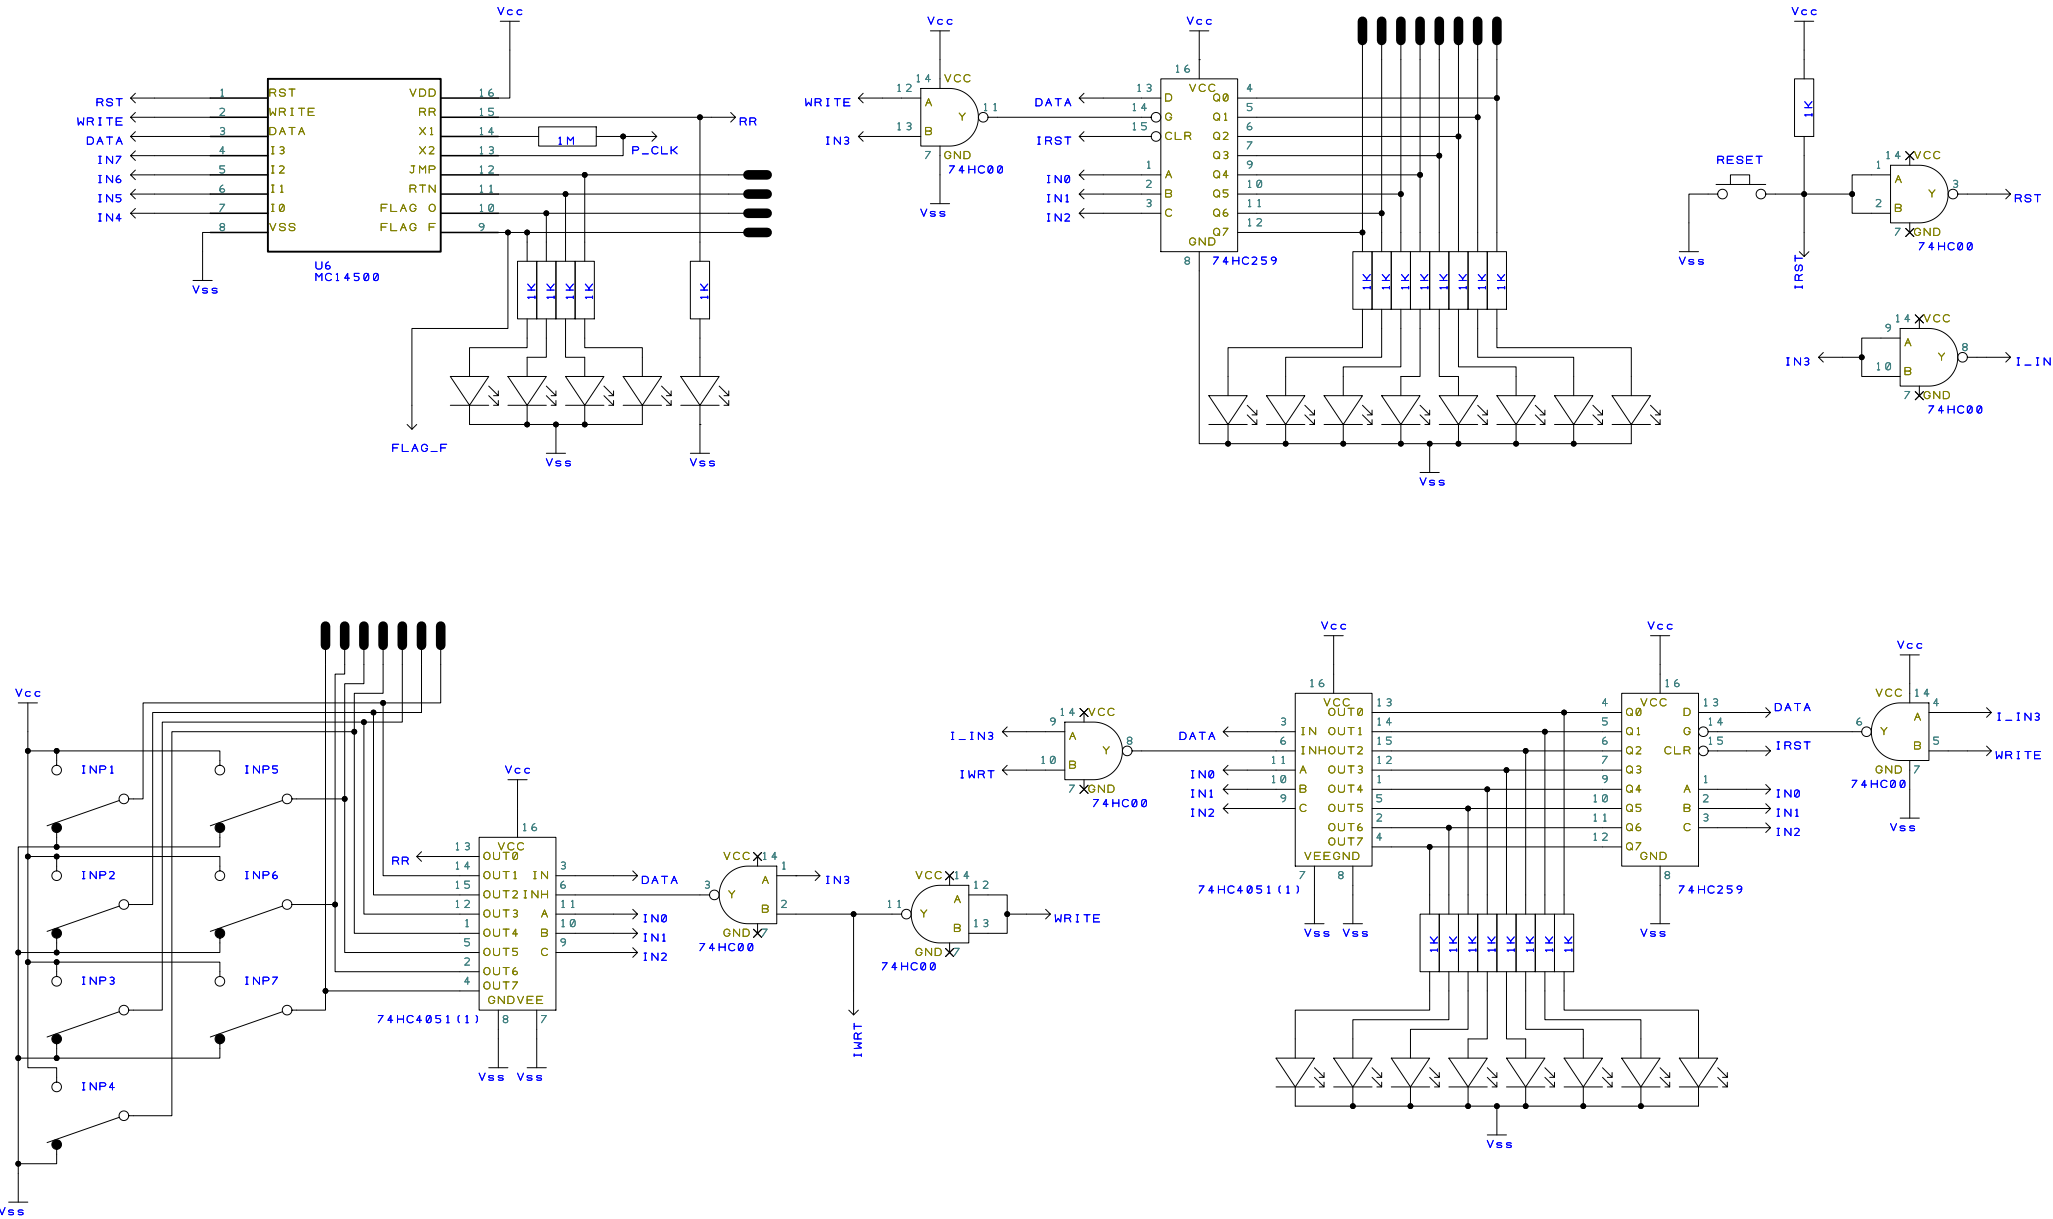 Vcc
RST
WRITE
DATA
IN7
IN6
IN5
IN4
1
2
3
4
5
6
7
8
RST
WRITE
DATA
I3
I2
I1
I0
VSS
VDD
RR
X1
X2
JMP
RTN
FLAG O
FLAG F
16
15
14
13
12
11
10
9
U6
MC14500
Vss
1M
P_CLK
RR
1K
1K
1K
1K
1K
FLAG_F
Vss
Vss
Vcc
WRITE
IN3
12
13
14
VCC
A
B
Y
11
7
GND
74HC00
Vss
Vcc
16
DATA
IRST
IN0
IN1
IN2
13
14
15
1
2
3
VCC
D
G
CLR
A
B
C
Q0
Q1
Q2
Q3
Q4
Q5
Q6
Q7
GND
4
5
6
7
9
10
11
12
8
74HC259
1K
1K
1K
1K
1K
1K
1K
1K
Vss
Vcc
1K
RESET
Vss
IRST
14
VCC
1
2
A
B
Y
3
7
GND
74HC00
RST
14
VCC
9
10
A
B
Y
8
7
GND
74HC00
IN3
I_IN
Vcc
INP1
INP5
INP2
INP6
INP3
INP7
INP4
Vss
Vcc
16
RR
13
14
15
12
1
5
2
4
VCC
OUT0
OUT1
OUT2
OUT3
OUT4
OUT5
OUT6
OUT7
IN
INH
A
B
C
GNDVEE
3
6
11
10
9
8
7
74HC4051(1)
Vss
Vss
DATA
IN0
IN1
IN2
VCC
14
1
2
A
B
Y
3
GND
7
74HC00
IN3
IWRT
VCC
14
12
13
A
B
Y
11
GND
7
74HC00
WRITE
I_IN3
IWRT
14
VCC
9
10
A
B
Y
8
7
GND
74HC00
Vcc
16
DATA
IN0
IN1
IN2
3
6
11
10
9
VCC
IN
INH
A
B
C
OUT0
OUT1
OUT2
OUT3
OUT4
OUT5
OUT6
OUT7
VEEGND
13
14
15
12
1
5
2
4
7
8
74HC4051(1)
Vss
Vss
Vcc
16
4
5
6
7
9
10
11
12
VCC
Q0
Q1
Q2
Q3
Q4
Q5
Q6
Q7
D
G
CLR
A
B
C
GND
13
14
15
1
2
3
8
74HC259
Vss
DATA
IRST
IN0
IN1
IN2
1K
1K
1K
1K
1K
1K
1K
1K
Vss
Vcc
VCC
14
4
5
A
B
Y
6
GND
7
74HC00
Vss
I_IN3
WRITE